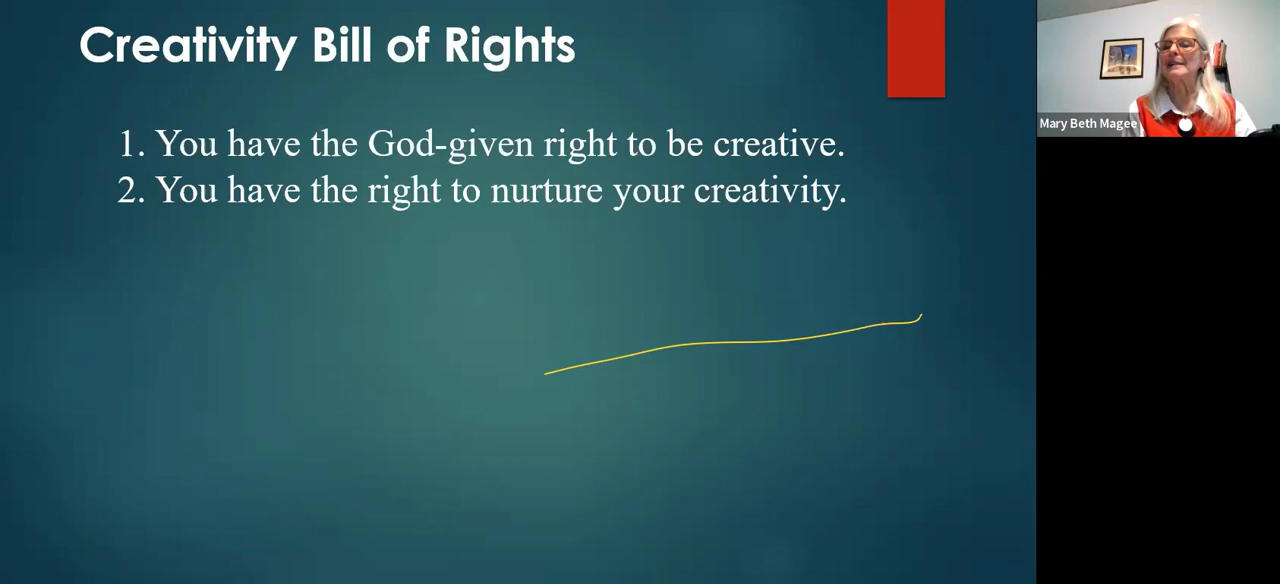 Creativity Bill of Rights
1. You have the God-given right to be creative.
2. You have the right to nurture your creativity.
Mary Beth Magee